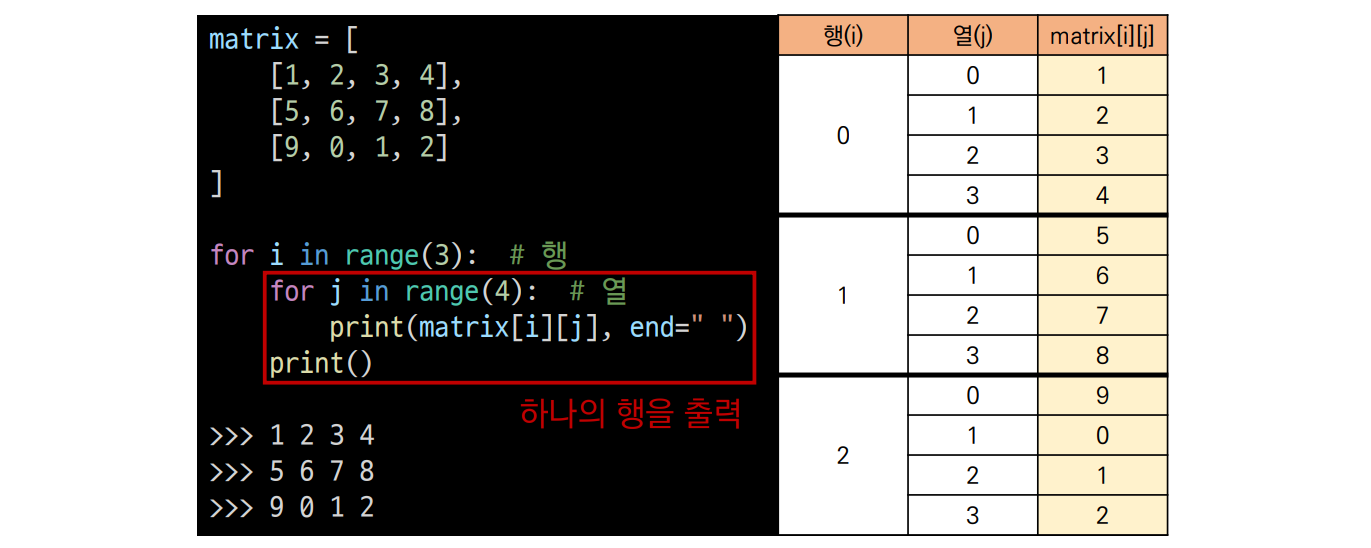 matrix = [
    [1, 2, 3, 4],
    [5, 6, 7, 8],
    [9, 0, 1, 2]
]
for i in range(3):  # 행
    for j in range(4):  # 열
        print(matrix[i][j], end=" ")
    print()
하나의 행을 출력
>>> 1 2 3 4
>>> 5 6 7 8
>>> 9 0 1 2
행(i) 열(j) matrix[i][j]
0 0 1
1 2
2 3
3 4
1 0 5
1 6
2 7
3 8
2 0 9
1 0
2 1
3 2